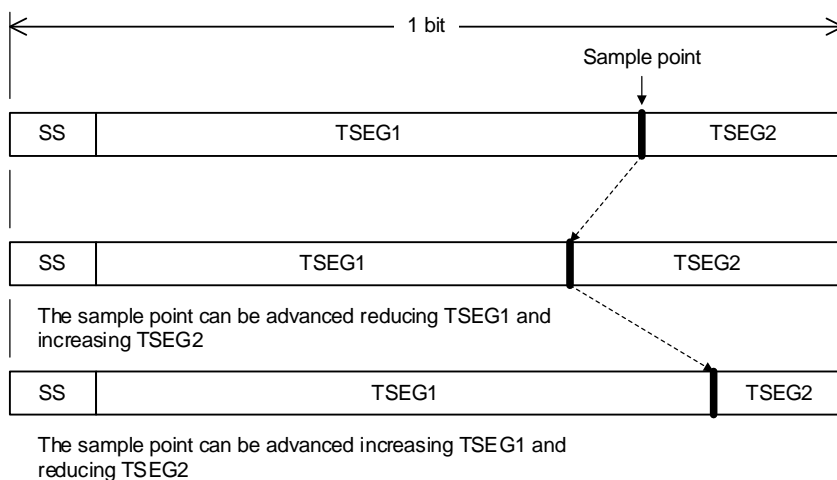 1 bit
Sample point
SS TSEG1 TSEG2
SS TSEG1 TSEG2
The sample point can be advanced reducing TSEG1 and
increasing TSEG2
SS TSEG1 TSEG2
The sample point can be advanced increasing TSEG1 and
reducing TSEG2